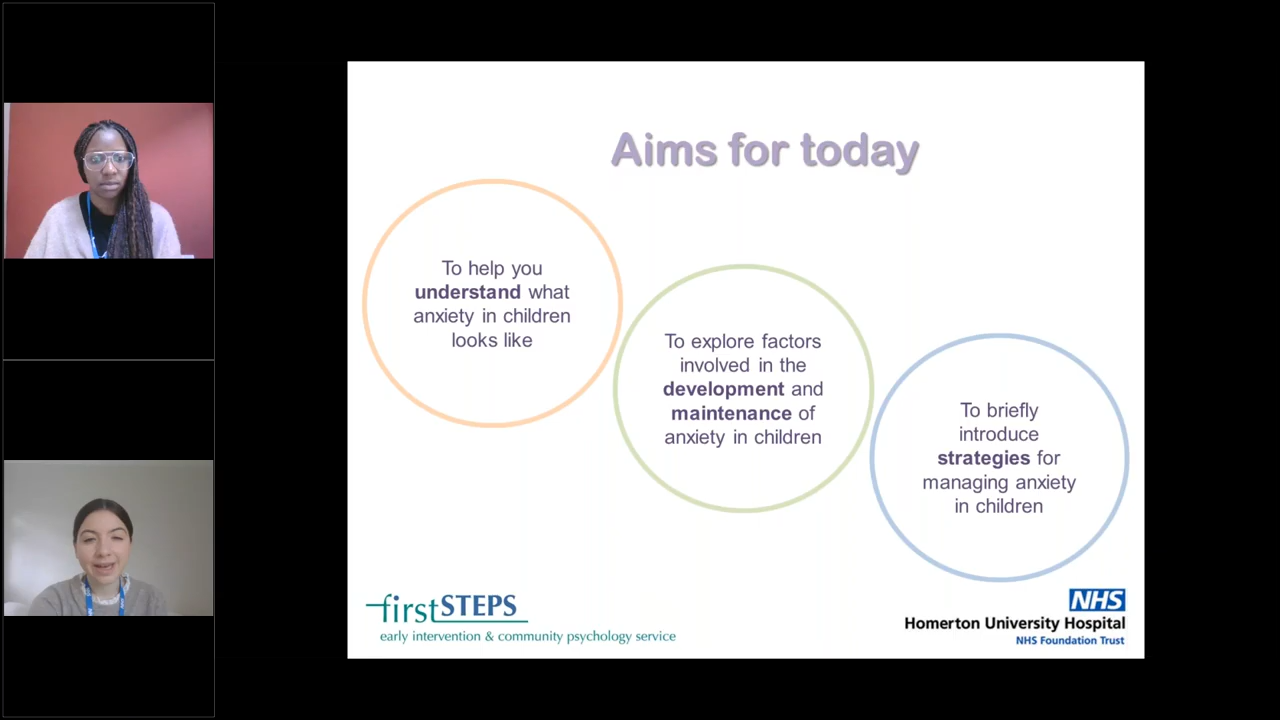 Aims for today
To help you
understand what
anxiety in children
looks like
To explore factors
involved in the
development and
maintenance of
anxiety in children
To briefly
introduce
strategies for
managing anxiety
in children
firstSTEPS
early intervention & community psychology service
NHS
Homerton University Hospital
NHS Foundation Trust